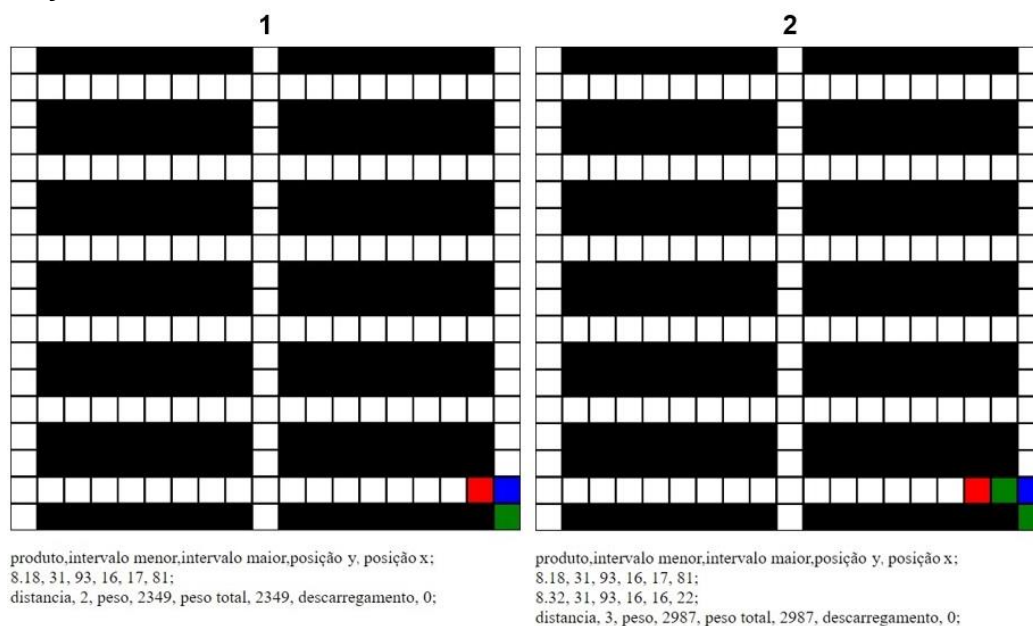 1
2
produto,intervalo menor,intervalo maior,posição y, posição x;
8.18, 31, 93, 16, 17, 81;
distancia, 2, peso, 2349, peso total, 2349, descarregamento, 0;
produto,intervalo menor,intervalo maior,posição y, posição x;
8.18, 31, 93, 16, 17, 81;
8.32, 31, 93, 16, 16, 22;
distancia, 3, peso, 2987, peso total, 2987, descarregamento, 0;